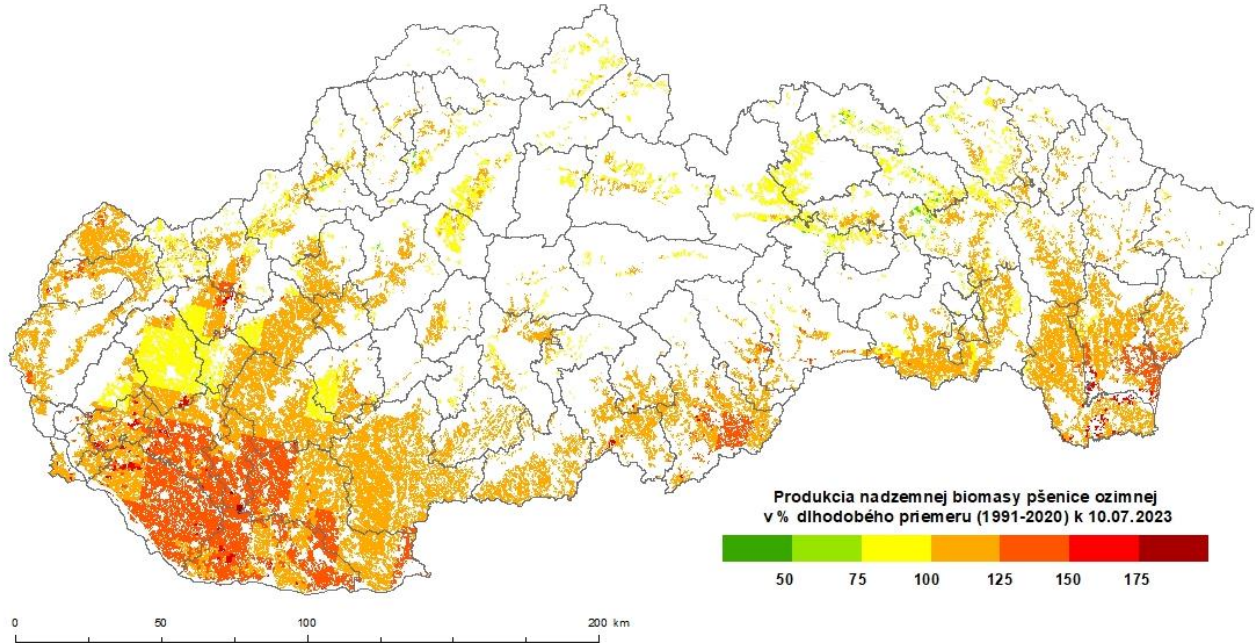 Produkcia nadzemnej biomasy pšenice ozimnej
v % dlhodobého priemeru (1991-2020) k 10.07.2023
50 75 100 125 150 175
0 50 100 200 km